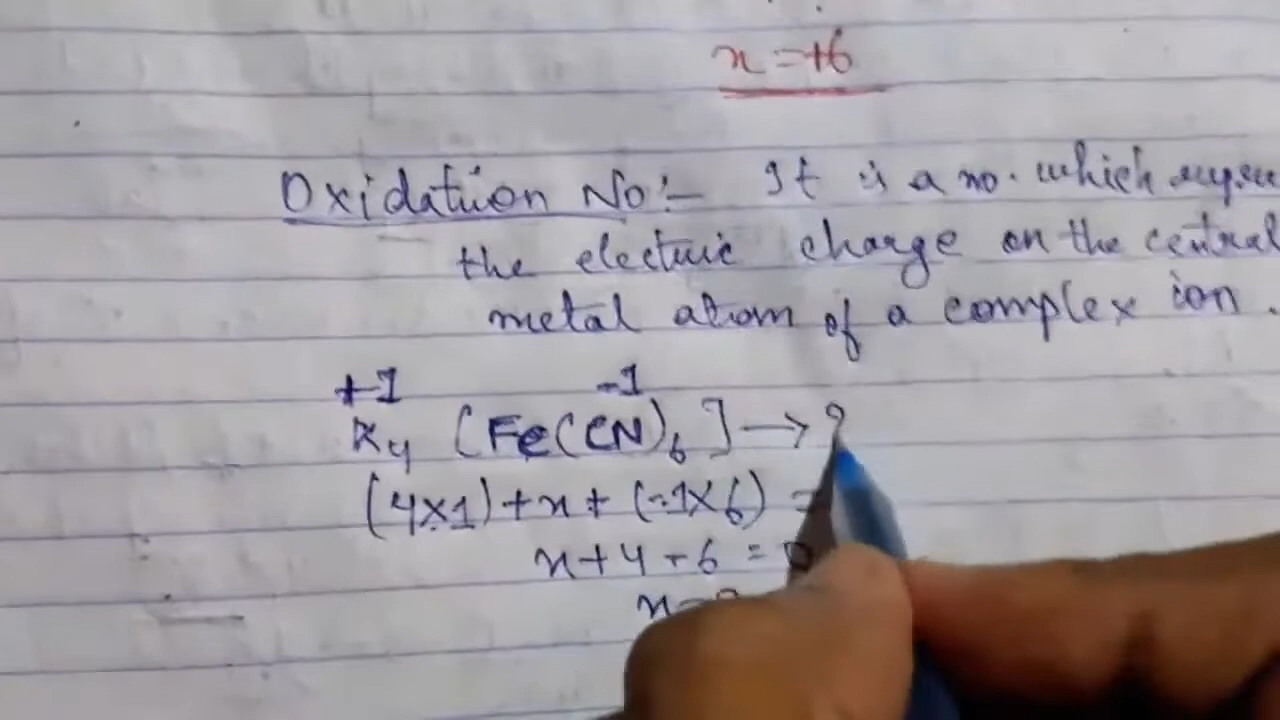 x = +6
Oxidation No:- It is a no. which
the electric charge on the central
metal atom of a complex ion.
+1 -1
K4 [Fe(CN)6] → ?
(4×1) + x + (-1×6) =
x + 4 - 6 = 0
x - 2